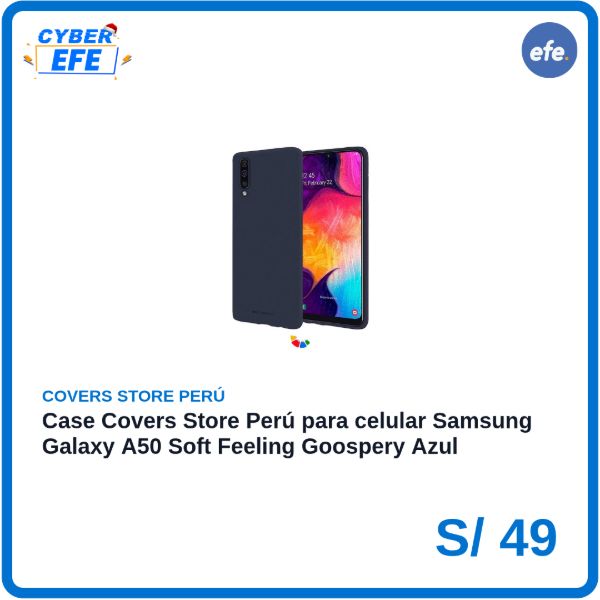 CYBER
EFE
efe.
COVERS STORE PERÚ
Case Covers Store Perú para celular Samsung
Galaxy A50 Soft Feeling Goospery Azul
S/ 49